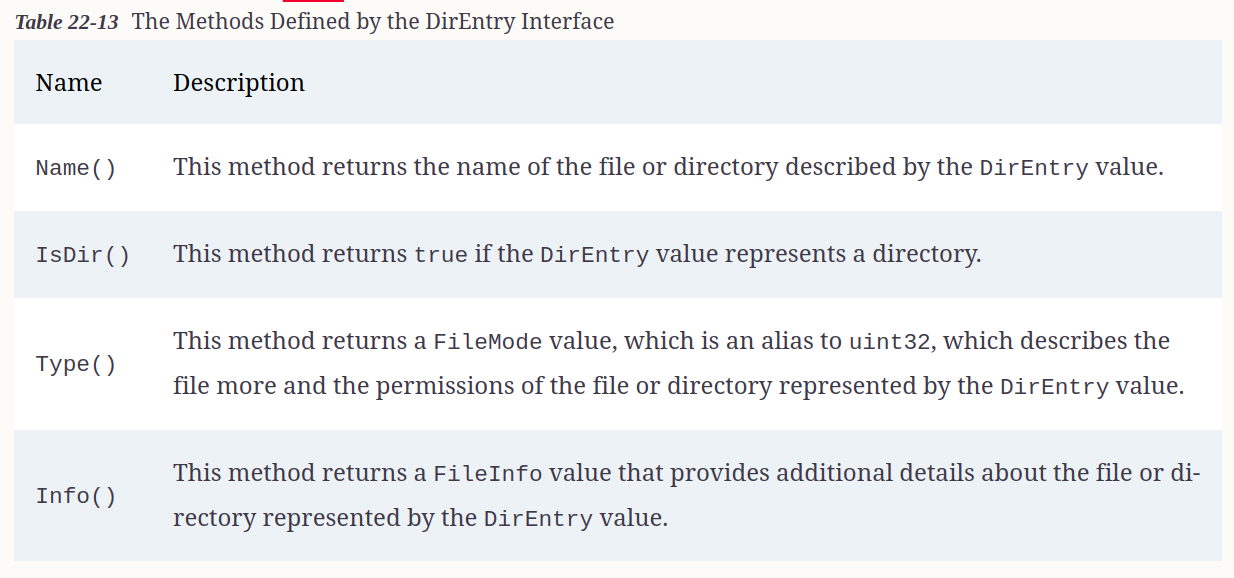 Table 22-13 The Methods Defined by the DirEntry Interface
Name Description
Name() This method returns the name of the file or directory described by the DirEntry value.
IsDir() This method returns true if the DirEntry value represents a directory.
This method returns a FileMode value, which is an alias to uint32, which describes the
Type()
file more and the permissions of the file or directory represented by the DirEntry value.
This method returns a FileInfo value that provides additional details about the file or di-
Info()
rectory represented by the DirEntry value.